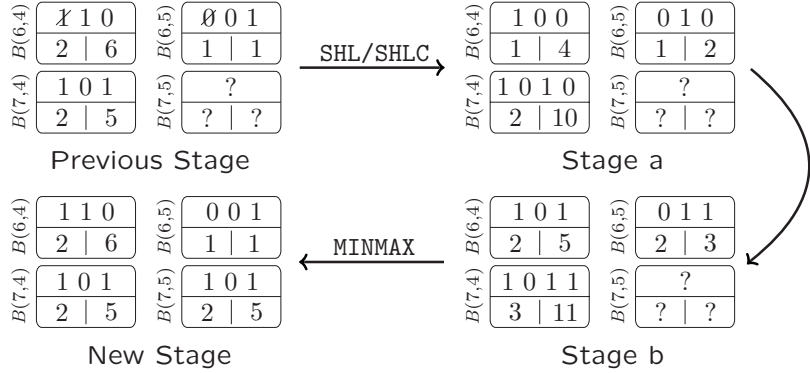 B(6,4) 1 1 0 B(6,5) 0 0 1
2 | 6 1 | 1
B(7,4) 1 0 1 B(7,5) ?
2 | 5 ? | ?
Previous Stage
SHL/SHLC
B(6,4) 1 0 0 B(6,5) 0 1 0
1 | 4 1 | 2
B(7,4) 1 0 1 0 B(7,5) ?
2 | 10 ? | ?
Stage a
B(6,4) 1 1 0 B(6,5) 0 0 1
2 | 6 1 | 1
B(7,4) 1 0 1 B(7,5) 1 0 1
2 | 5 2 | 5
New Stage
MINMAX
B(6,4) 1 0 1 B(6,5) 0 1 1
2 | 5 2 | 3
B(7,4) 1 0 1 1 B(7,5) ?
3 | 11 ? | ?
Stage b